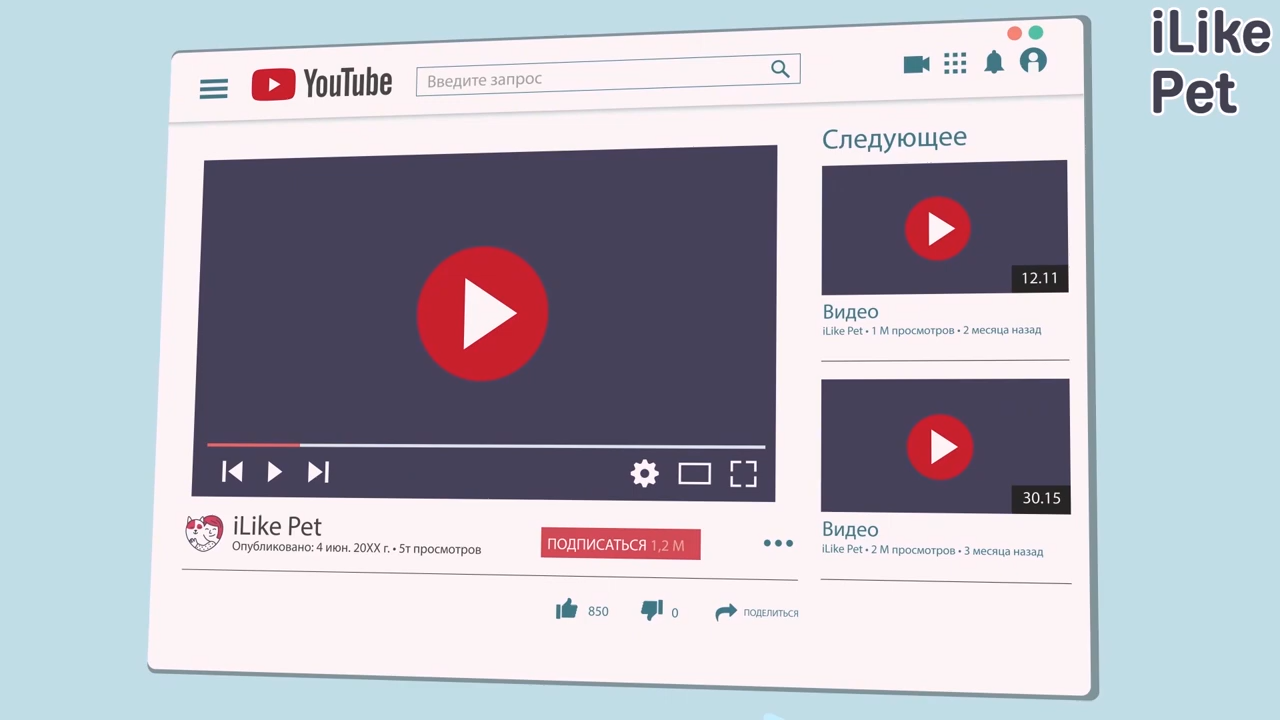 iLike
Pet
YouTube
Введите запрос
Следующее
12.11
Видео
iLike Pet • 1 М просмотров • 2 месяца назад
30.15
Видео
iLike Pet • 2 М просмотров • 3 месяца назад
iLike Pet
Опубликовано: 4 июн. 20XX г. • 5т просмотров
ПОДПИСАТЬСЯ 1,2 М
850
0
ПОДЕЛИТЬСЯ